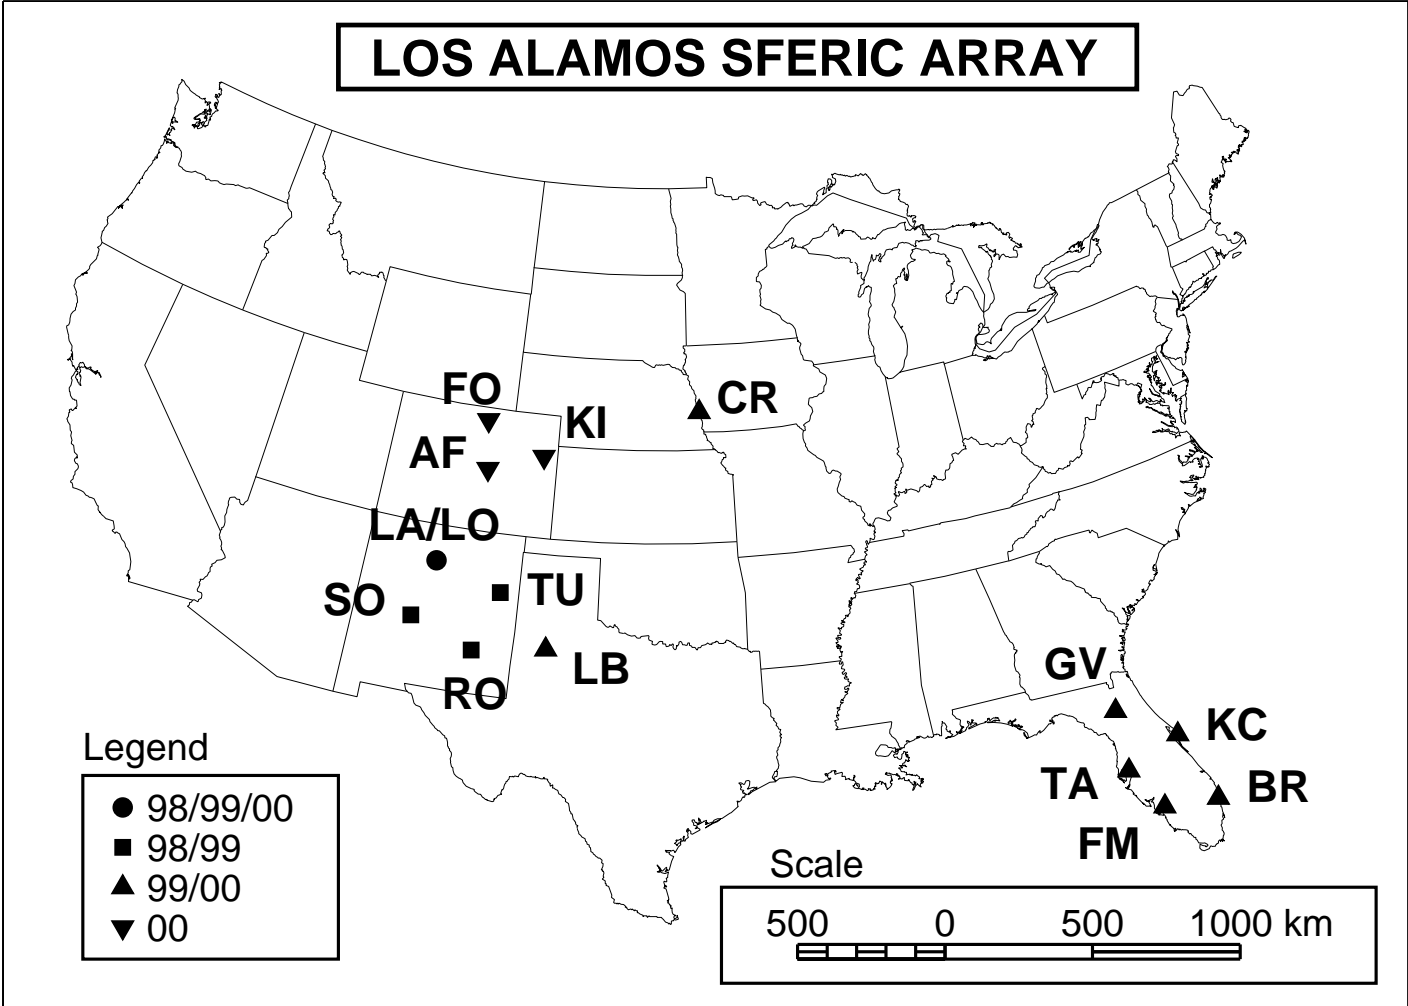 LOS ALAMOS SFERIC ARRAY
FO
CR
KI
AF
LA/LO
TU
SO
LB
RO
GV
KC
TA
BR
FM
Legend
98/99/00
98/99
99/00
00
Scale
500 0 500 1000 km